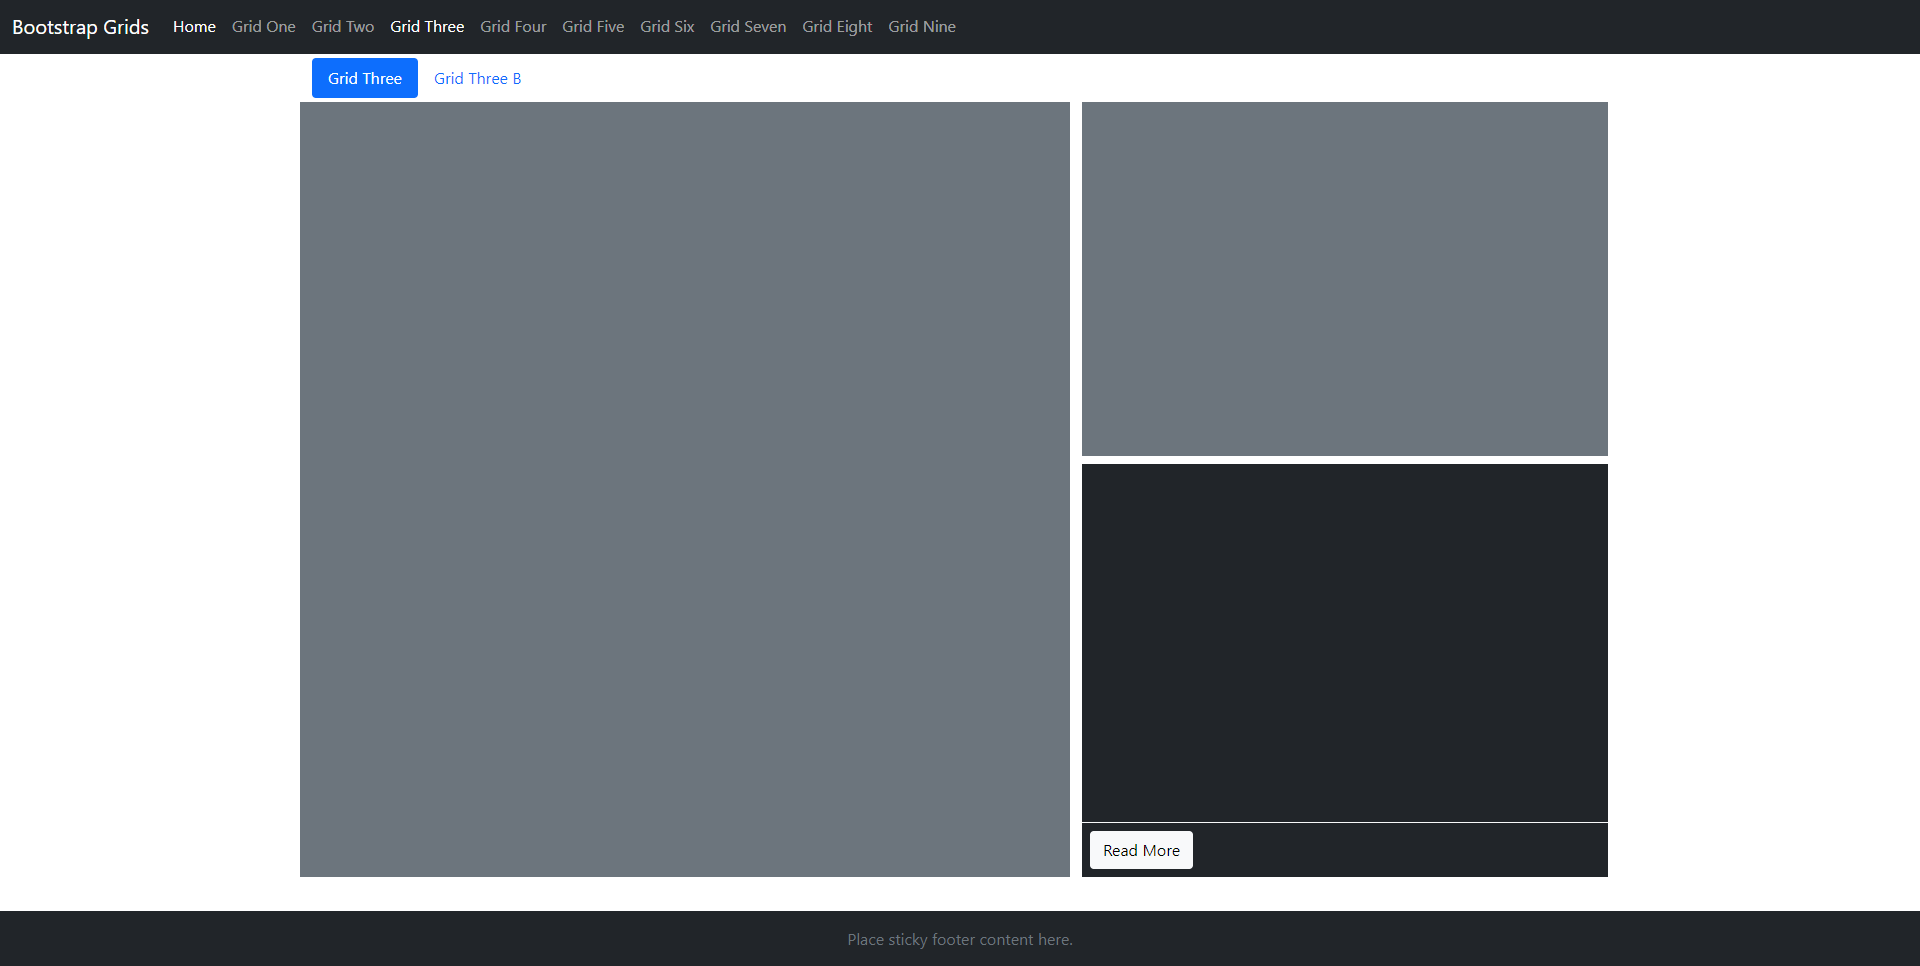 Bootstrap Grids Home Grid One Grid Two Grid Three Grid Four Grid Five Grid Six Grid Seven Grid Eight Grid Nine
Grid Three Grid Three B
Read More
Place sticky footer content here.